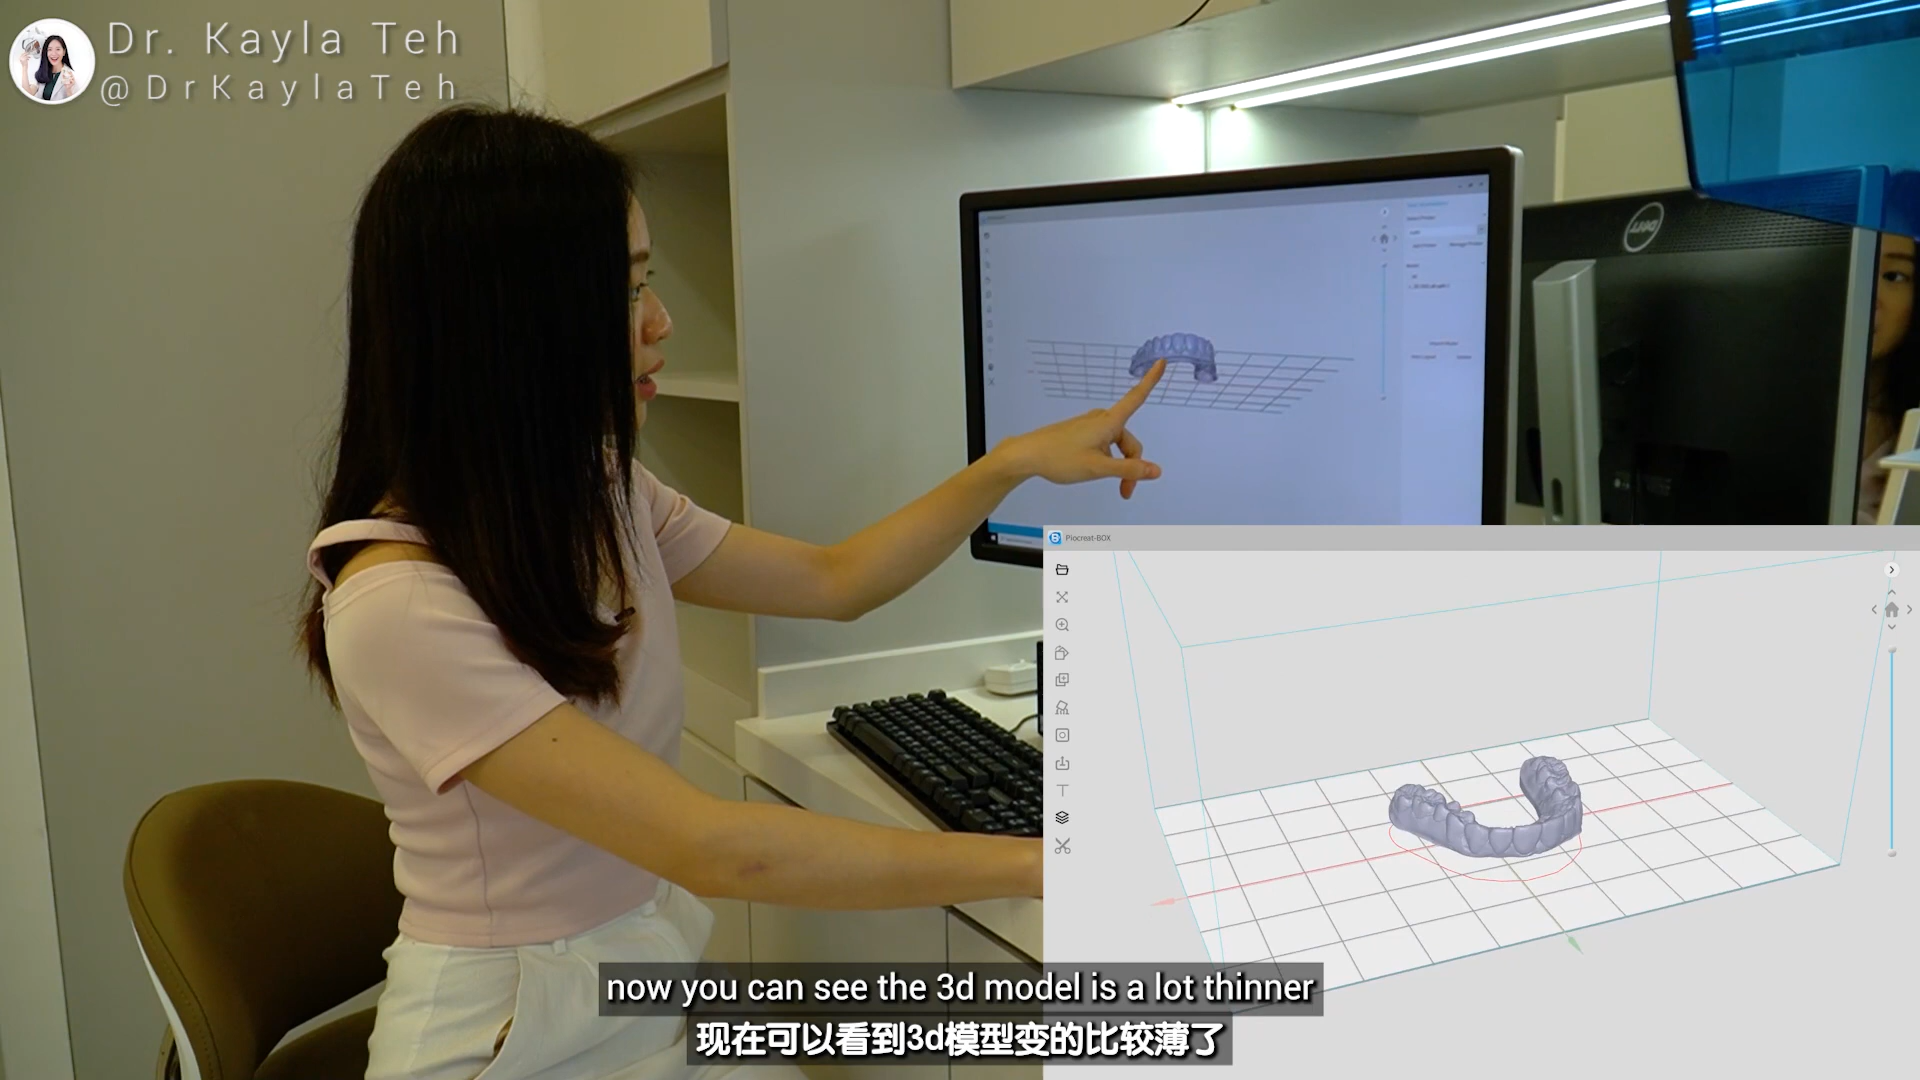 Dr. Kayla Teh
@DrKaylaTeh
DELL
Piocreat-BOX
now you can see the 3d model is a lot thinner
现在可以看到3d模型变的比较薄了